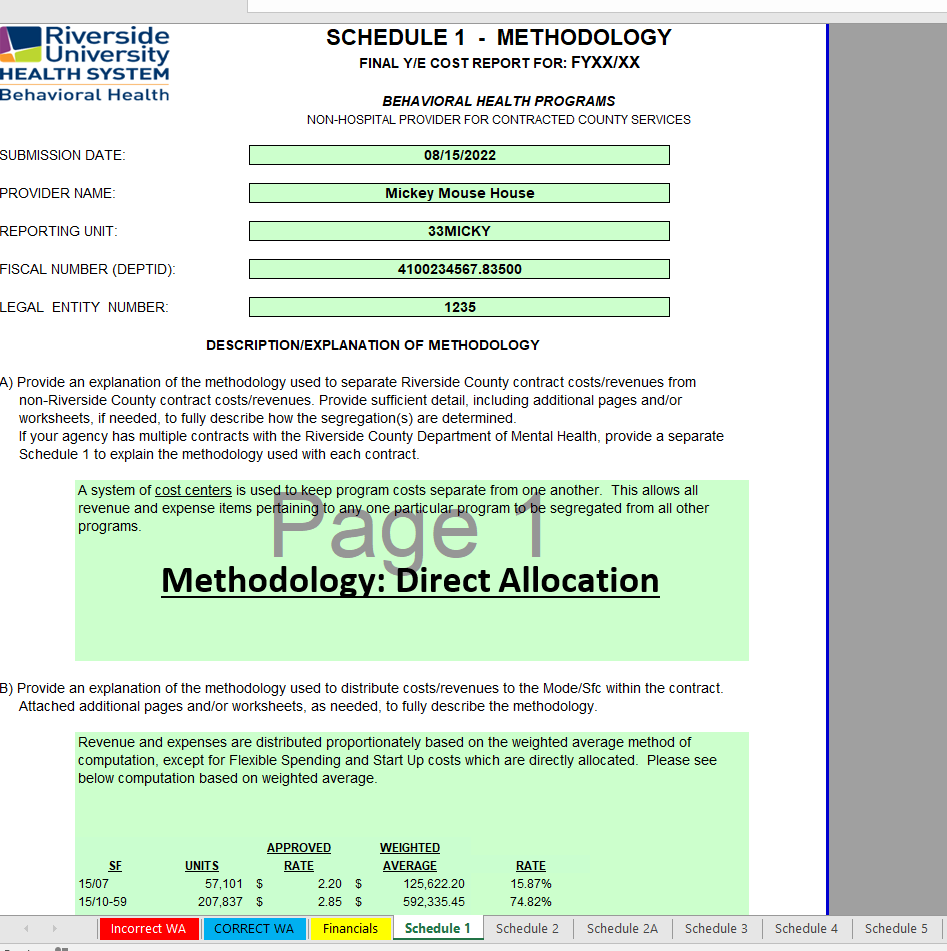 Riverside
University
HEALTH SYSTEM
Behavioral Health
SCHEDULE 1 - METHODOLOGY
FINAL Y/E COST REPORT FOR: FYXX/XX
BEHAVIORAL HEALTH PROGRAMS
NON-HOSPITAL PROVIDER FOR CONTRACTED COUNTY SERVICES
SUBMISSION DATE: 08/15/2022
PROVIDER NAME: Mickey Mouse House
REPORTING UNIT: 33MICKY
FISCAL NUMBER (DEPTID): 4100234567.83500
LEGAL ENTITY NUMBER: 1235
DESCRIPTION/EXPLANATION OF METHODOLOGY
A) Provide an explanation of the methodology used to separate Riverside County contract costs/revenues from
non-Riverside County contract costs/revenues. Provide sufficient detail, including additional pages and/or
worksheets, if needed, to fully describe how the segregation(s) are determined.
If your agency has multiple contracts with the Riverside County Department of Mental Health, provide a separate
Schedule 1 to explain the methodology used with each contract.
A system of cost centers is used to keep program costs separate from one another. This allows all
revenue and expense items pertaining to any one particular program to be segregated from all other
programs.
Page 1
Methodology: Direct Allocation
B) Provide an explanation of the methodology used to distribute costs/revenues to the Mode/Sfc within the contract.
Attached additional pages and/or worksheets, as needed, to fully describe the methodology.
Revenue and expenses are distributed proportionately based on the weighted average method of
computation, except for Flexible Spending and Start Up costs which are directly allocated. Please see
below computation based on weighted average.
APPROVED WEIGHTED
SF UNITS RATE AVERAGE RATE
15/07 57,101 $ 2.20 $ 125,622.20 15.87%
15/10-59 207,837 $ 2.85 $ 592,335.45 74.82%
Incorrect WA CORRECT WA Financials Schedule 1 Schedule 2 Schedule 2A Schedule 3 Schedule 4 Schedule 5